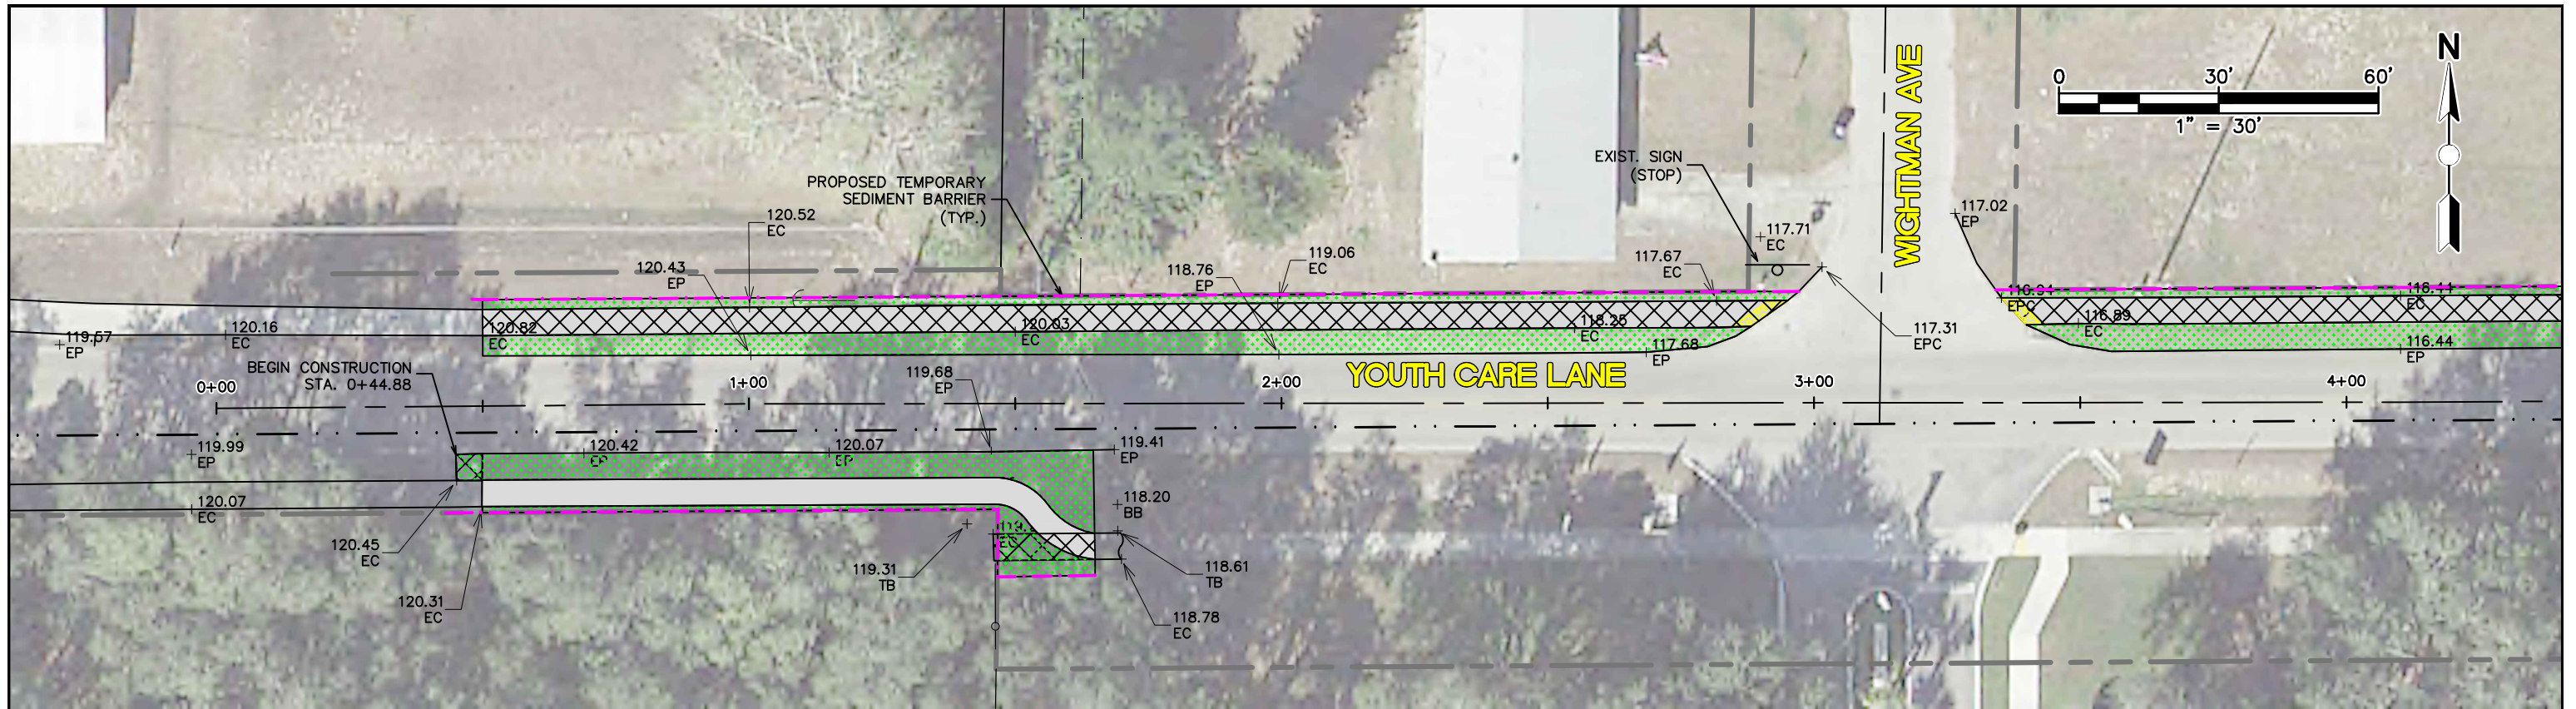 N
0 30' 60'
1" = 30'
WIGHTMAN AVE
EXIST. SIGN
(STOP)
PROPOSED TEMPORARY
SEDIMENT BARRIER
(TYP.)
120.52
EC
117.71
EC
117.02
EP
120.43
EP
118.76
EP
119.06
EC
117.67
EC
119.57
EP
120.16
EC
120.82
EC
120.03
EC
118.25
EC
117.68
EP
117.31
EPC
EPC
116.89
EC
EC
116.44
EP
BEGIN CONSTRUCTION
STA. 0+44.88
YOUTH CARE LANE
0+00 1+00 2+00 3+00 4+00
119.68
EP
119.99
EP
120.42
EP
120.07
EP
119.41
EP
120.07
EC
118.20
BB
120.45
EC
119.31
TB
118.61
TB
120.31
EC
118.78
EC